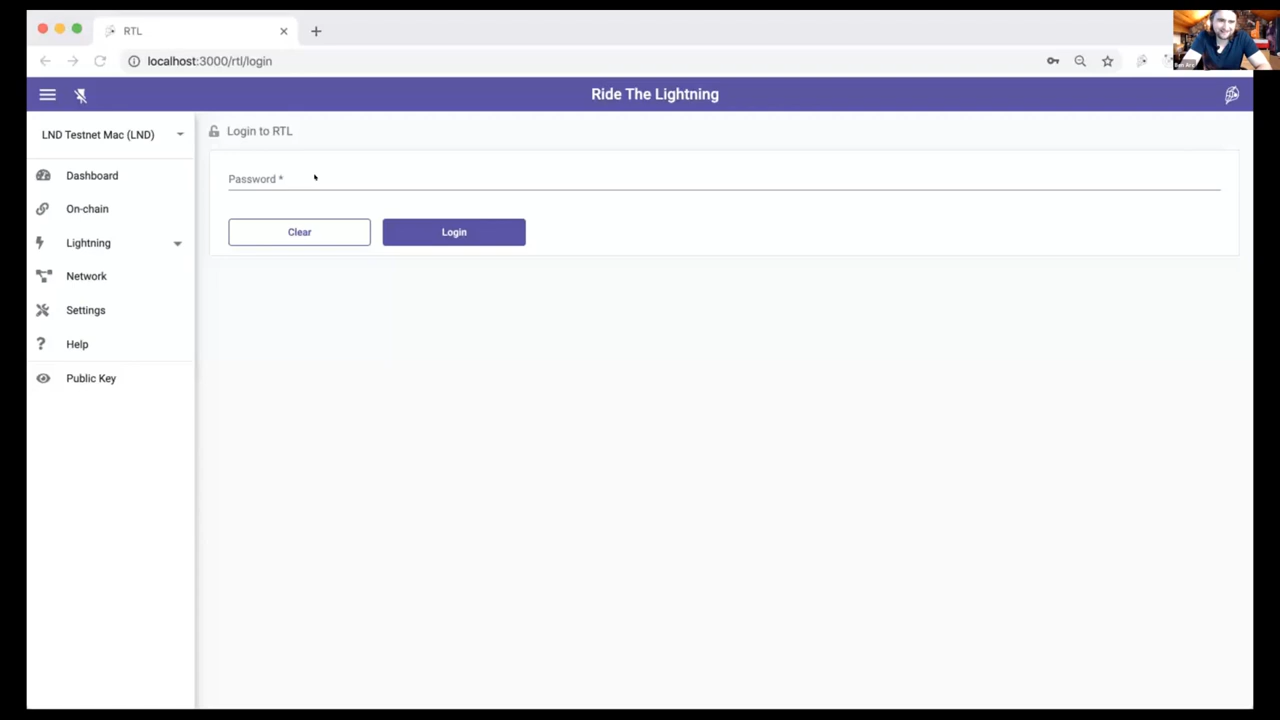 RTL
localhost:3000/rtl/login
Ride The Lightning
LND Testnet Mac (LND)
Login to RTL
Dashboard
Password *
On-chain
Clear
Login
Lightning
Network
Settings
Help
Public Key